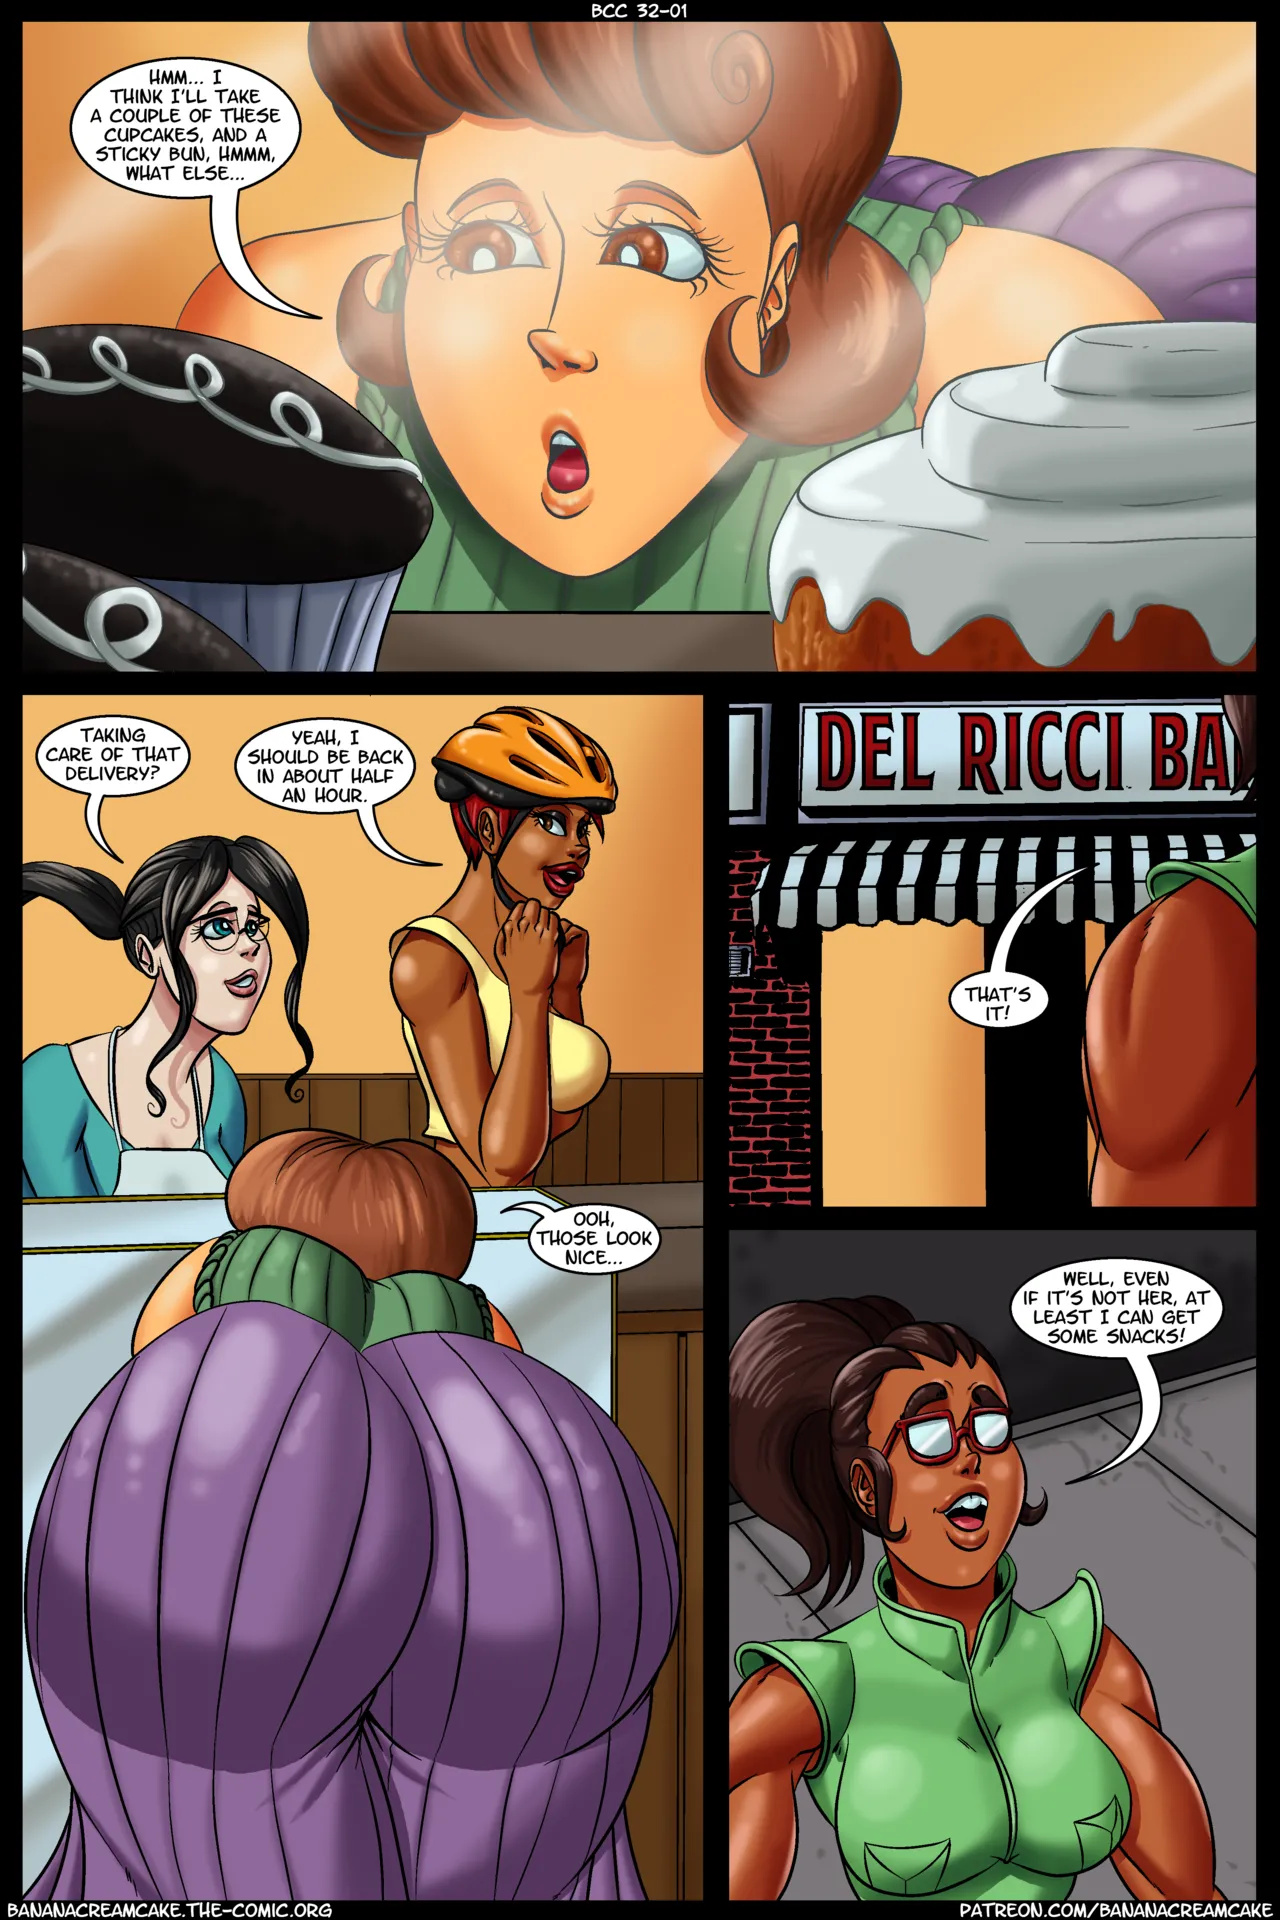 BCC 32-01
HMM... I
THINK I'LL TAKE
A COUPLE OF THESE
CUPCAKES, AND A
STICKY BUN, HMMM,
WHAT ELSE...
TAKING
CARE OF THAT
DELIVERY?
YEAH, I
SHOULD BE BACK
IN ABOUT HALF
AN HOUR.
OOH,
THOSE LOOK
NICE...
DEL RICCI BA
THAT'S
IT!
WELL, EVEN
IF IT'S NOT HER, AT
LEAST I CAN GET
SOME SNACKS!
BANANACREAMCAKE.THE-COMIC.ORG
PATREON.COM/BANANACREAMCAKE